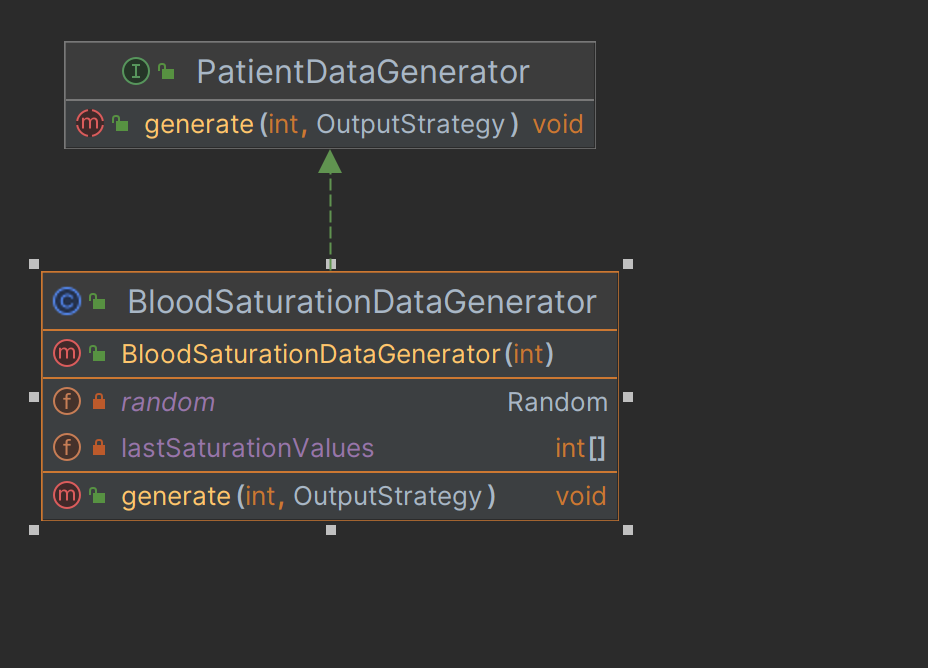 I PatientDataGenerator
m generate(int, OutputStrategy) void
C BloodSaturationDataGenerator
m BloodSaturationDataGenerator(int)
f random Random
f lastSaturationValues int[]
m generate(int, OutputStrategy) void